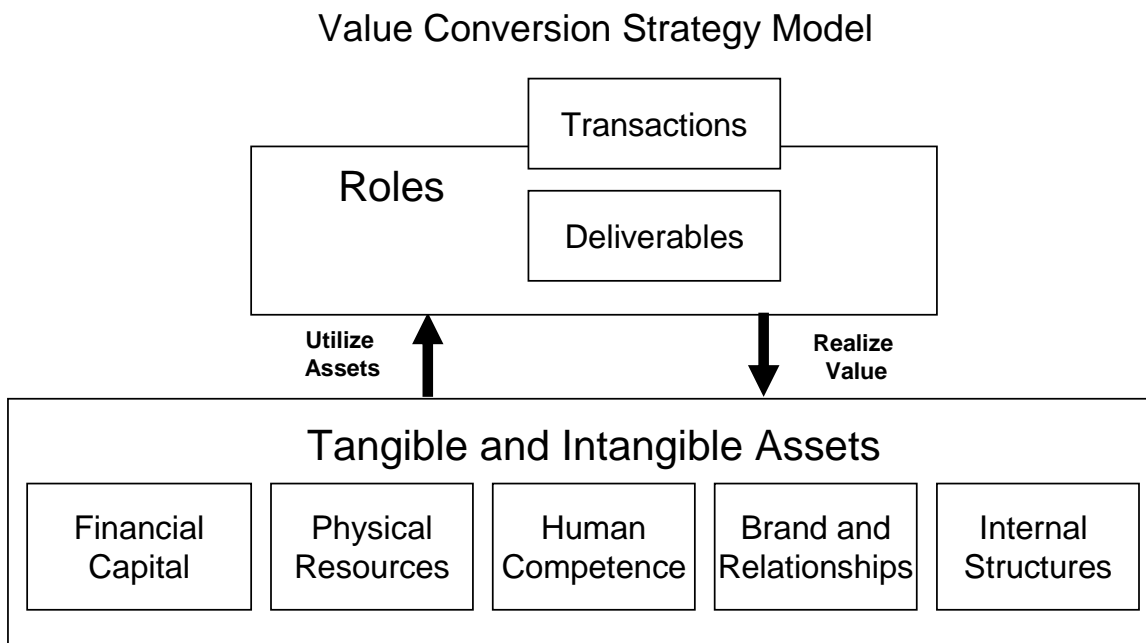 Value Conversion Strategy Model
Transactions
Roles
Deliverables
Utilize
Assets
Realize
Value
Tangible and Intangible Assets
Financial
Capital
Physical
Resources
Human
Competence
Brand and
Relationships
Internal
Structures